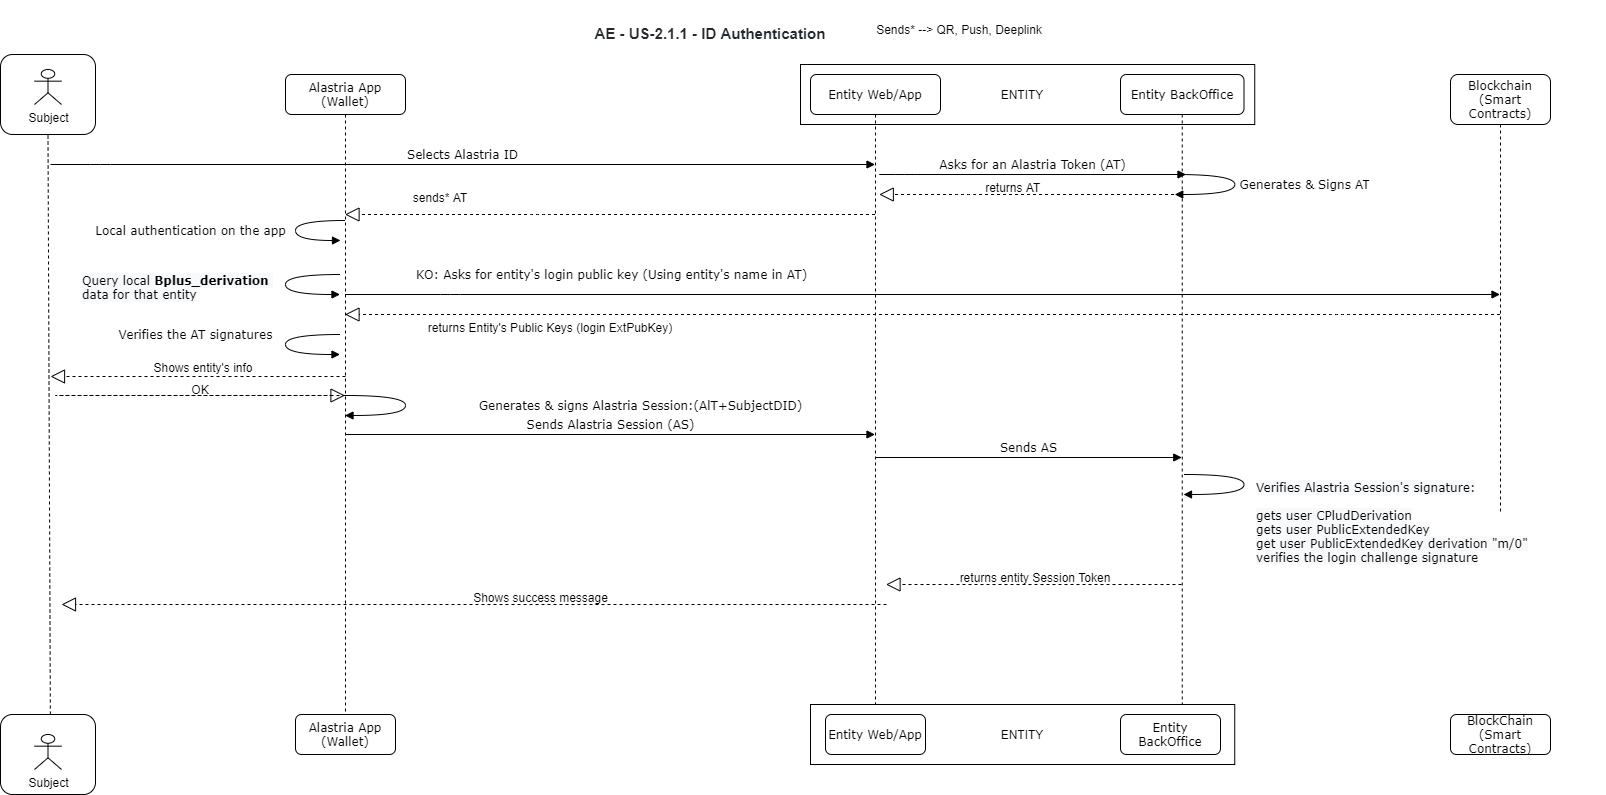 AE - US-2.1.1 - ID Authentication
Sends* --> QR, Push, Deeplink
Subject
Alastria App
(Wallet)
Entity Web/App
ENTITY
Entity BackOffice
Blockchain
(Smart
Contracts)
Selects Alastria ID
Asks for an Alastria Token (AT)
Generates & Signs AT
returns AT
sends* AT
Local authentication on the app
Query local Bplus_derivation
data for that entity
KO: Asks for entity's login public key (Using entity's name in AT)
returns Entity's Public Keys (login ExtPubKey)
Verifies the AT signatures
Shows entity's info
OK
Generates & signs Alastria Session:(AlT+SubjectDID)
Sends Alastria Session (AS)
Sends AS
Verifies Alastria Session's signature:
gets user CPludDerivation
gets user PublicExtendedKey
get user PublicExtendedKey derivation "m/0"
verifies the login challenge signature
returns entity Session Token
Shows success message
Subject
Alastria App
(Wallet)
Entity Web/App
ENTITY
Entity
BackOffice
BlockChain
(Smart
Contracts)